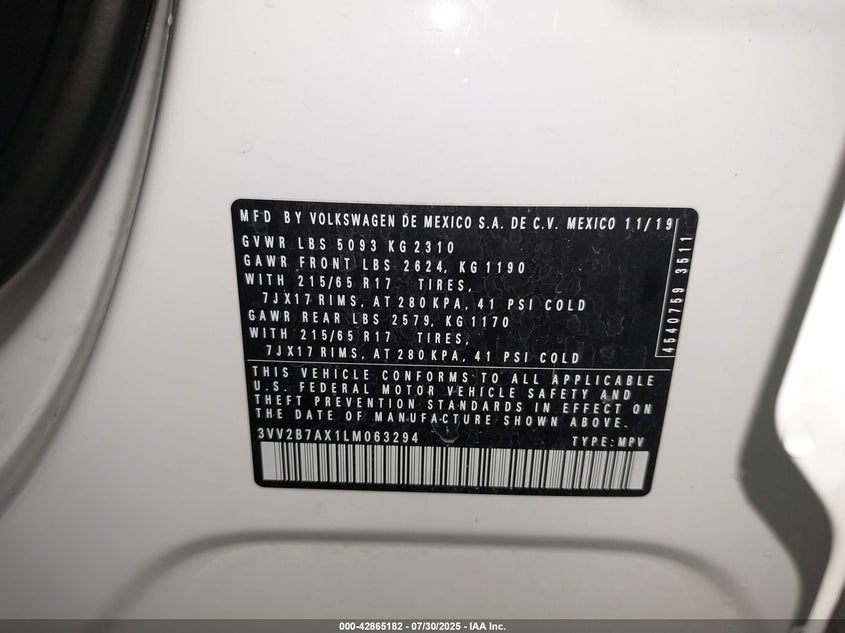 MFD BY VOLKSWAGEN DE MEXICO S.A. DE C.V. MEXICO 11/19
GVWR LBS 5093 KG 2310
GAWR FRONT LBS 2624, KG 1190
WITH 215/65 R17 TIRES,
7JX17 RIMS, AT 280 KPA, 41 PSI COLD
GAWR REAR LBS 2579, KG 1170
WITH 215/65 R17 TIRES,
7JX17 RIMS, AT 280 KPA, 41 PSI COLD
4540759 3511
THIS VEHICLE CONFORMS TO ALL APPLICABLE
U.S. FEDERAL MOTOR VEHICLE SAFETY AND
THEFT PREVENTION STANDARDS IN EFFECT ON
THE DATE OF MANUFACTURE SHOWN ABOVE.
3VV2B7AX1LM063294 TYPE: MPV
000-42865182 - 07/30/2025 - IAA Inc.